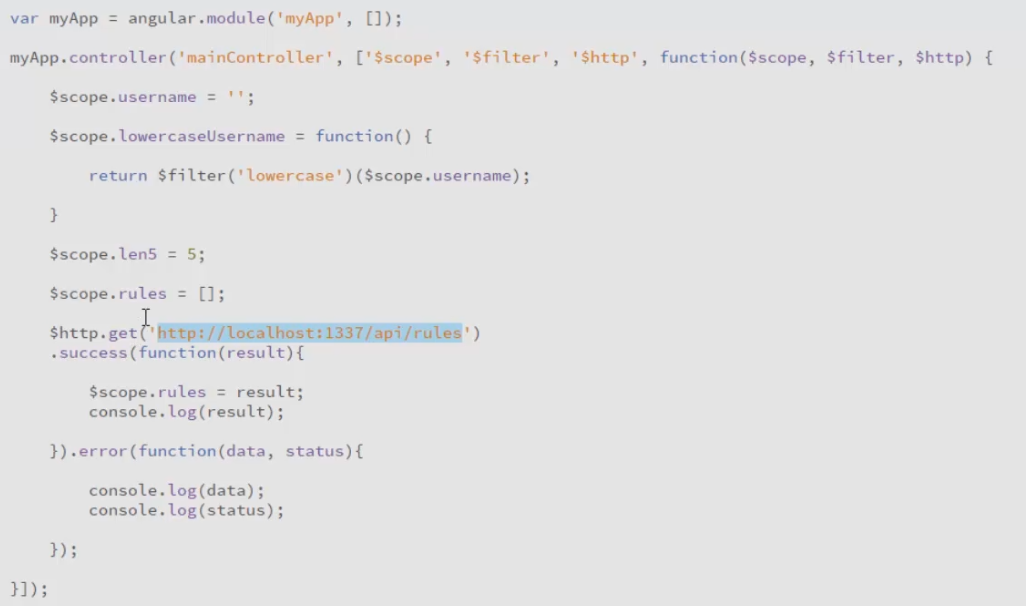 var myApp = angular.module('myApp', []);
myApp.controller('mainController', ['$scope', '$filter', '$http', function($scope, $filter, $http) {
$scope.username = '';
$scope.lowercaseUsername = function() {
return $filter('lowercase')($scope.username);
}
$scope.len5 = 5;
$scope.rules = [];
$http.get('http://localhost:1337/api/rules')
.success(function(result){
$scope.rules = result;
console.log(result);
}).error(function(data, status){
console.log(data);
console.log(status);
});
}]);